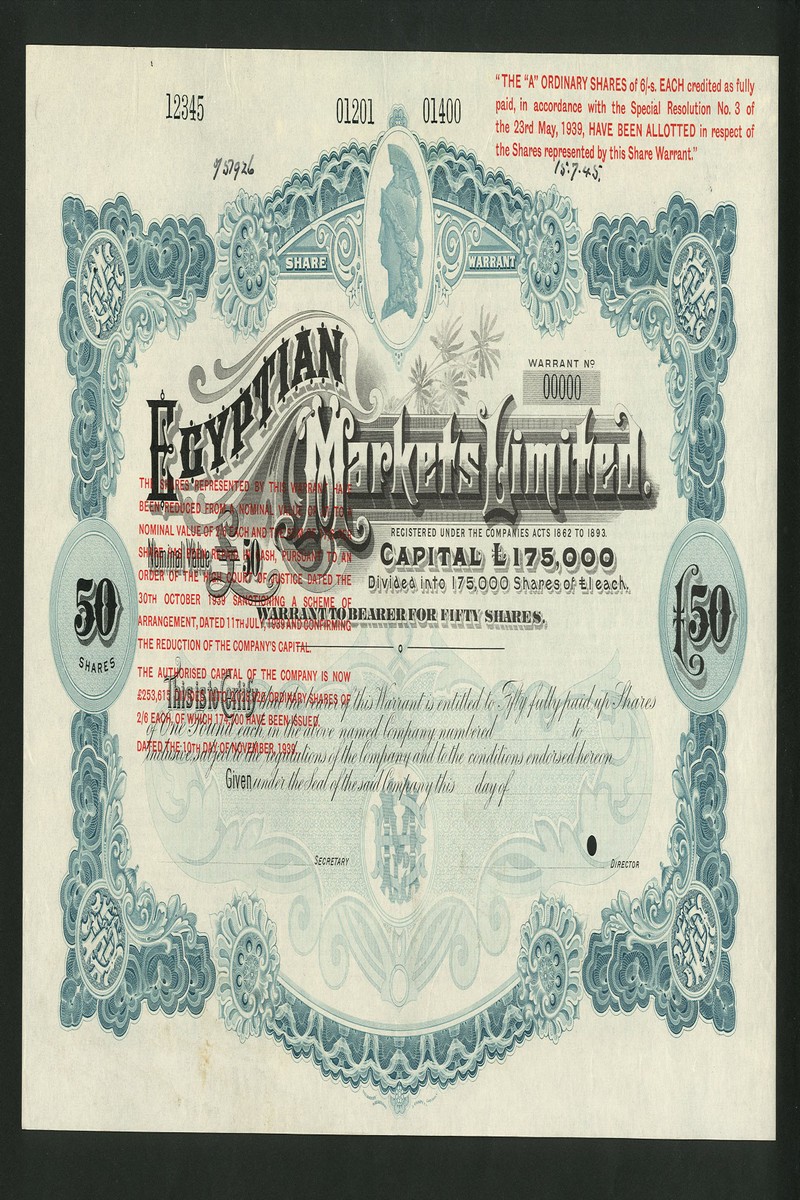 12345 01201 01400
"THE "A" ORDINARY SHARES of 6/-s. EACH credited as fully
paid, in accordance with the Special Resolution No. 3 of
the 23rd May, 1939, HAVE BEEN ALLOTTED in respect of
the Shares represented by this Share Warrant."
15.7.45.
SHARE WARRANT
WARRANT No
00000
EGYPTIAN
Markets Limited.
THE SHARES REPRESENTED BY THIS WARRANT HAVE
BEEN REDUCED FROM A NOMINAL VALUE OF
NOMINAL VALUE OF 2/6 EACH AND THE
SHARE HAS BEEN IN CASH, PURSUANT TO AN
ORDER OF THE HIGH COURT OF JUSTICE DATED THE
30TH OCTOBER 1939 SANCTIONING A SCHEME OF
ARRANGEMENT, DATED 11TH JULY, 1939 AND CONFIRMING
THE REDUCTION OF THE COMPANY'S CAPITAL.
THE AUTHORISED CAPITAL OF THE COMPANY IS NOW
ORDINARY SHARES OF
2/6 EACH, OF WHICH HAVE BEEN ISSUED.
DATED THE 10TH DAY OF NOVEMBER, 1939.
Nominal Value £50
REGISTERED UNDER THE COMPANIES ACTS 1862 TO 1893.
CAPITAL £175,000
Divided into 175,000 Shares of £1 each.
WARRANT TO BEARER FOR FIFTY SHARES.
50
SHARES
£50
This is to Certify of this Warrant is entitled to Fifty fully paid up Shares
of One Pound each in the above named Company numbered to
inclusive subject to the regulations of the Company and to the conditions endorsed hereon
Given under the Seal of the said Company this day of
SECRETARY
DIRECTOR